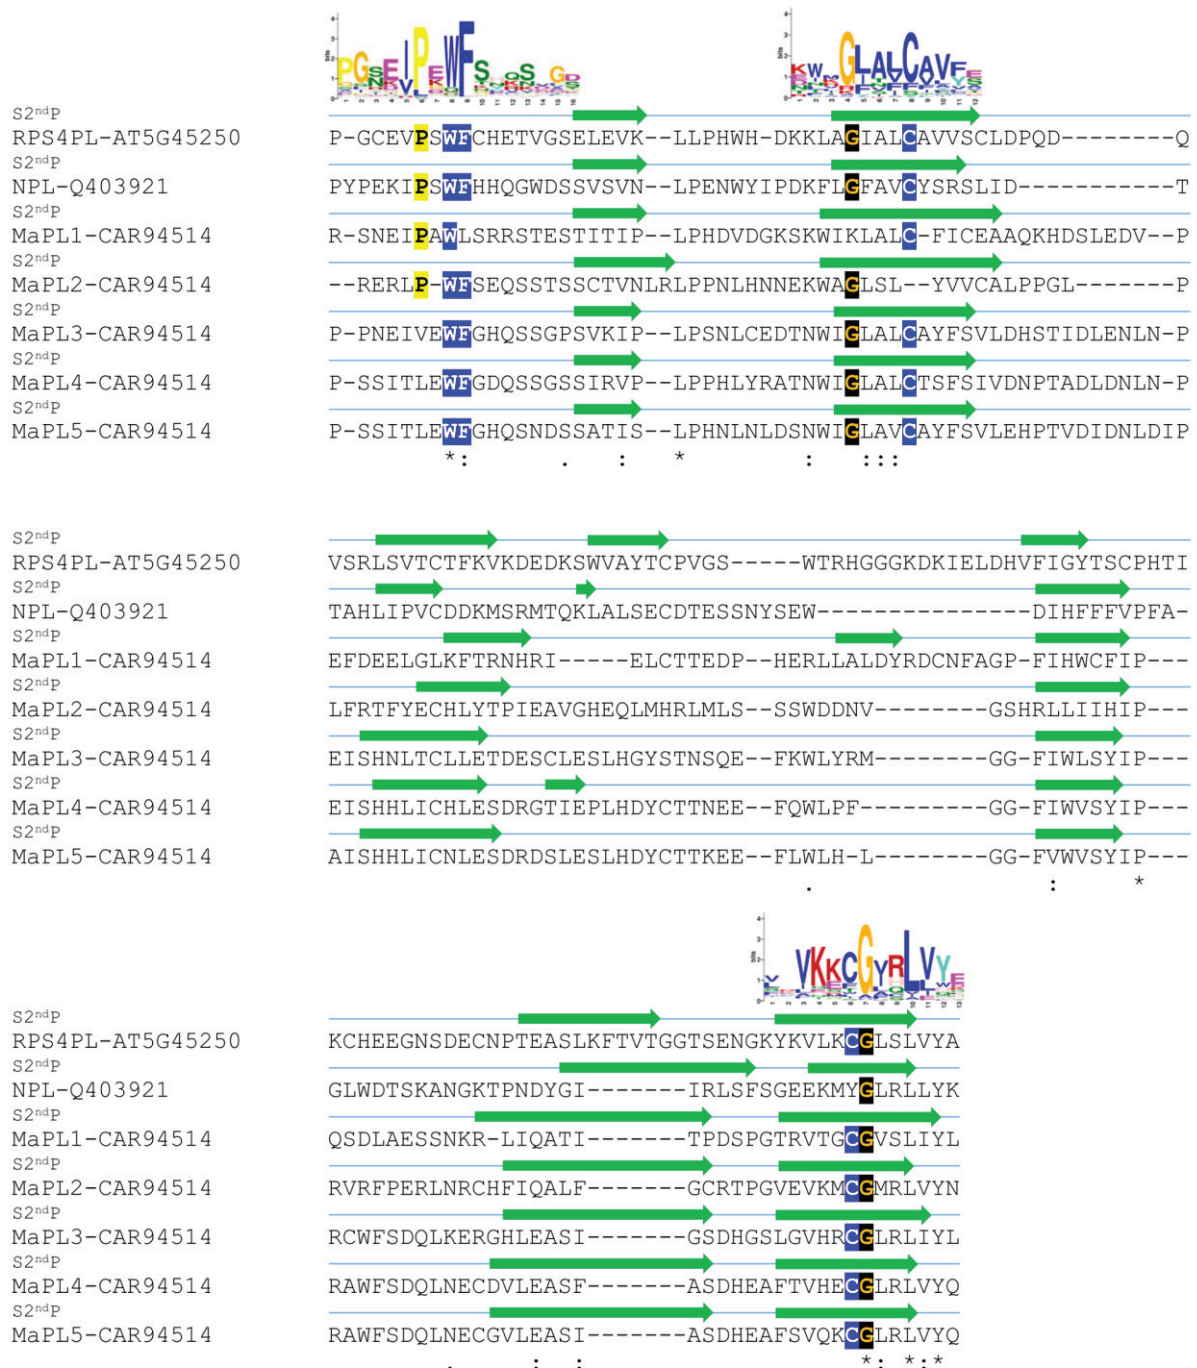 S2ndP
RPS4PL-AT5G45250 P-GCEVPSWFCHETVGSELEVK--LLPHWH-DKKLAGIALCAVVSCLDPQD--------Q
S2ndP
NPL-Q403921 PYPEKIPSWFHHQGWDSSVSVN--LPENWYIPDKFLGFAVCYSRSLID-----------T
S2ndP
MaPL1-CAR94514 R-SNEIPAWLSRRSTESTITIP--LPHDVDGKSKWIKLALC-FICEAAQKHDSLEDV--P
S2ndP
MaPL2-CAR94514 --RERLP-WFSEQSSTSSCTVNLRLPPNLHNNEKWAGLSL--YVVCALPPGL-------P
S2ndP
MaPL3-CAR94514 P-PNEIVEWFGHQSSGPSVKIP--LPSNLCEDTNWIGLALCAYFSVLDHSTIDLENLN-P
S2ndP
MaPL4-CAR94514 P-SSITLEWFGDQSSGSSIRVP--LPPHLYRATNWIGLALCTSFSIVDNPTADLDNLN-P
S2ndP
MaPL5-CAR94514 P-SSITLEWFGHQSNDSSATIS--LPHNLNLDSNWIGLAVCAYFSVLEHPTVDIDNLDIP
*: . : * : :::
S2ndP
RPS4PL-AT5G45250 VSRLSVTCTFKVKDEDKSWVAYTCPVGS-----WTRHGGGKDKIELDHVFIGYTSCPHTI
S2ndP
NPL-Q403921 TAHLIPVCDDKMSRMTQKLALSECDTESSNYSEW----------------DIHFFFVPFA-
S2ndP
MaPL1-CAR94514 EFDEELGLKFTRNHRI-----ELCTTEDP--HERLLALDYRDCNFAGP-FIHWCFIP---
S2ndP
MaPL2-CAR94514 LFRTFYECHLYTPIEAVGHEQLMHRLMLS--SSWDDNV--------GSHRLLIIHIP---
S2ndP
MaPL3-CAR94514 EISHNLTCLLETDESCLESLHGYSTNSQE--FKWLYRM--------GG-FIWLSYIP---
S2ndP
MaPL4-CAR94514 EISHHLICHLESDRGTIEPLHDYCTTNEE--FQWLPF---------GG-FIWVSYIP---
S2ndP
MaPL5-CAR94514 AISHHLICNLESDRDSLESLHDYCTTKEE--FLWLH-L--------GG-FVWVSYIP---
. : *
S2ndP
RPS4PL-AT5G45250 KCHEEGNSDECNPTEASLKFTVTGGTSENGKYKVLKCGLSLVYA
S2ndP
NPL-Q403921 GLWDTSKANGKTPNDYGI-------IRLSFSGEEKMYGLRLLYK
S2ndP
MaPL1-CAR94514 QSDLAESSNKR-LIQATI-------TPDSPGTRVTGCGVSLIYL
S2ndP
MaPL2-CAR94514 RVRFPERLNRCHFIQALF-------GCRTPGVEVKMCGMRLVYN
S2ndP
MaPL3-CAR94514 RCWFSDQLKERGHLEASI-------GSDHGSLGVHRCGLRLIYL
S2ndP
MaPL4-CAR94514 RAWFSDQLNECDVLEASF-------ASDHEAFTVHECGLRLVYQ
S2ndP
MaPL5-CAR94514 RAWFSDQLNECGVLEASI-------ASDHEAFSVQKCGLRLVYQ
. : : *: *:*